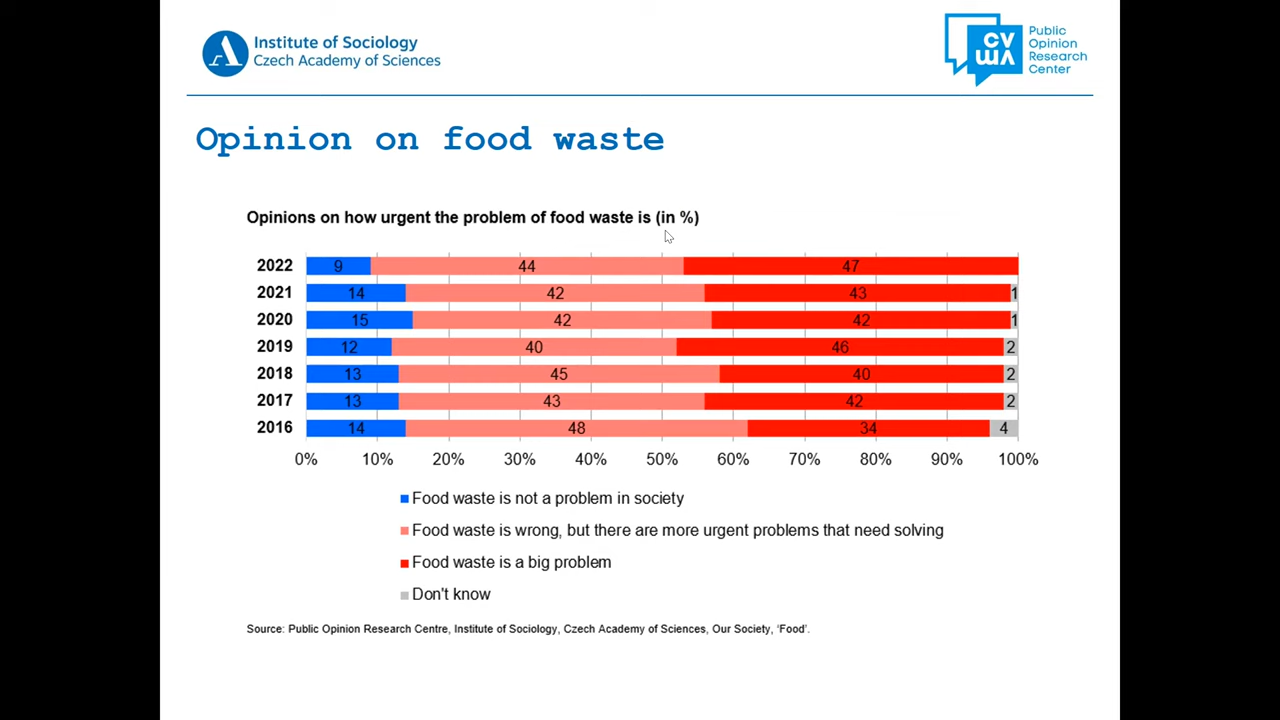 Institute of Sociology
Czech Academy of Sciences
CV
Public
Opinion
Research
Center
Opinion on food waste
Opinions on how urgent the problem of food waste is (in %)
2022 9 44 47
2021 14 42 43 1
2020 15 42 42 1
2019 12 40 46 2
2018 13 45 40 2
2017 13 43 42 2
2016 14 48 34 4
0% 10% 20% 30% 40% 50% 60% 70% 80% 90% 100%
Food waste is not a problem in society
Food waste is wrong, but there are more urgent problems that need solving
Food waste is a big problem
Don't know
Source: Public Opinion Research Centre, Institute of Sociology, Czech Academy of Sciences, Our Society, ‘Food’.